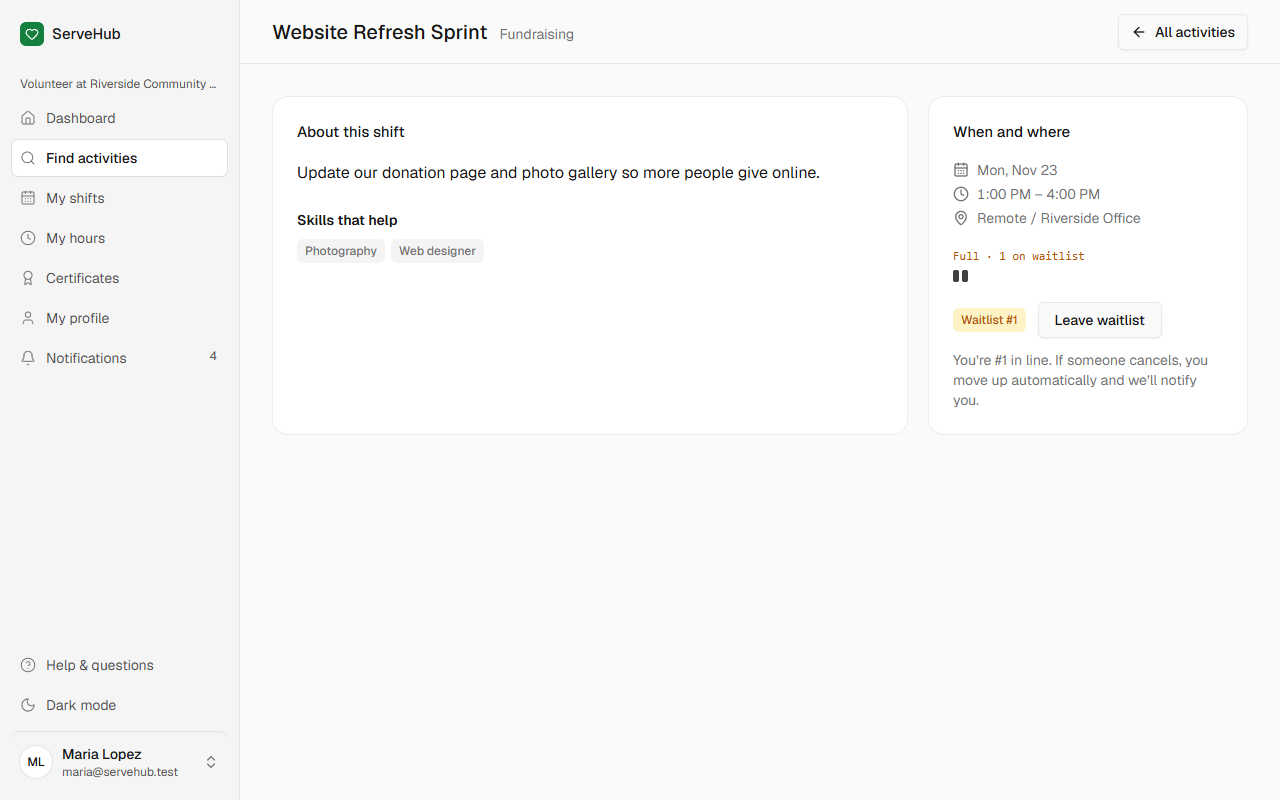 ServeHub
Volunteer at Riverside Community …
Dashboard
Find activities
My shifts
My hours
Certificates
My profile
Notifications 4
Help & questions
Dark mode
ML
Maria Lopez
maria@servehub.test
Website Refresh Sprint Fundraising
All activities
About this shift
Update our donation page and photo gallery so more people give online.
Skills that help
Photography Web designer
When and where
Mon, Nov 23
1:00 PM – 4:00 PM
Remote / Riverside Office
Full · 1 on waitlist
Waitlist #1 Leave waitlist
You're #1 in line. If someone cancels, you
move up automatically and we'll notify
you.